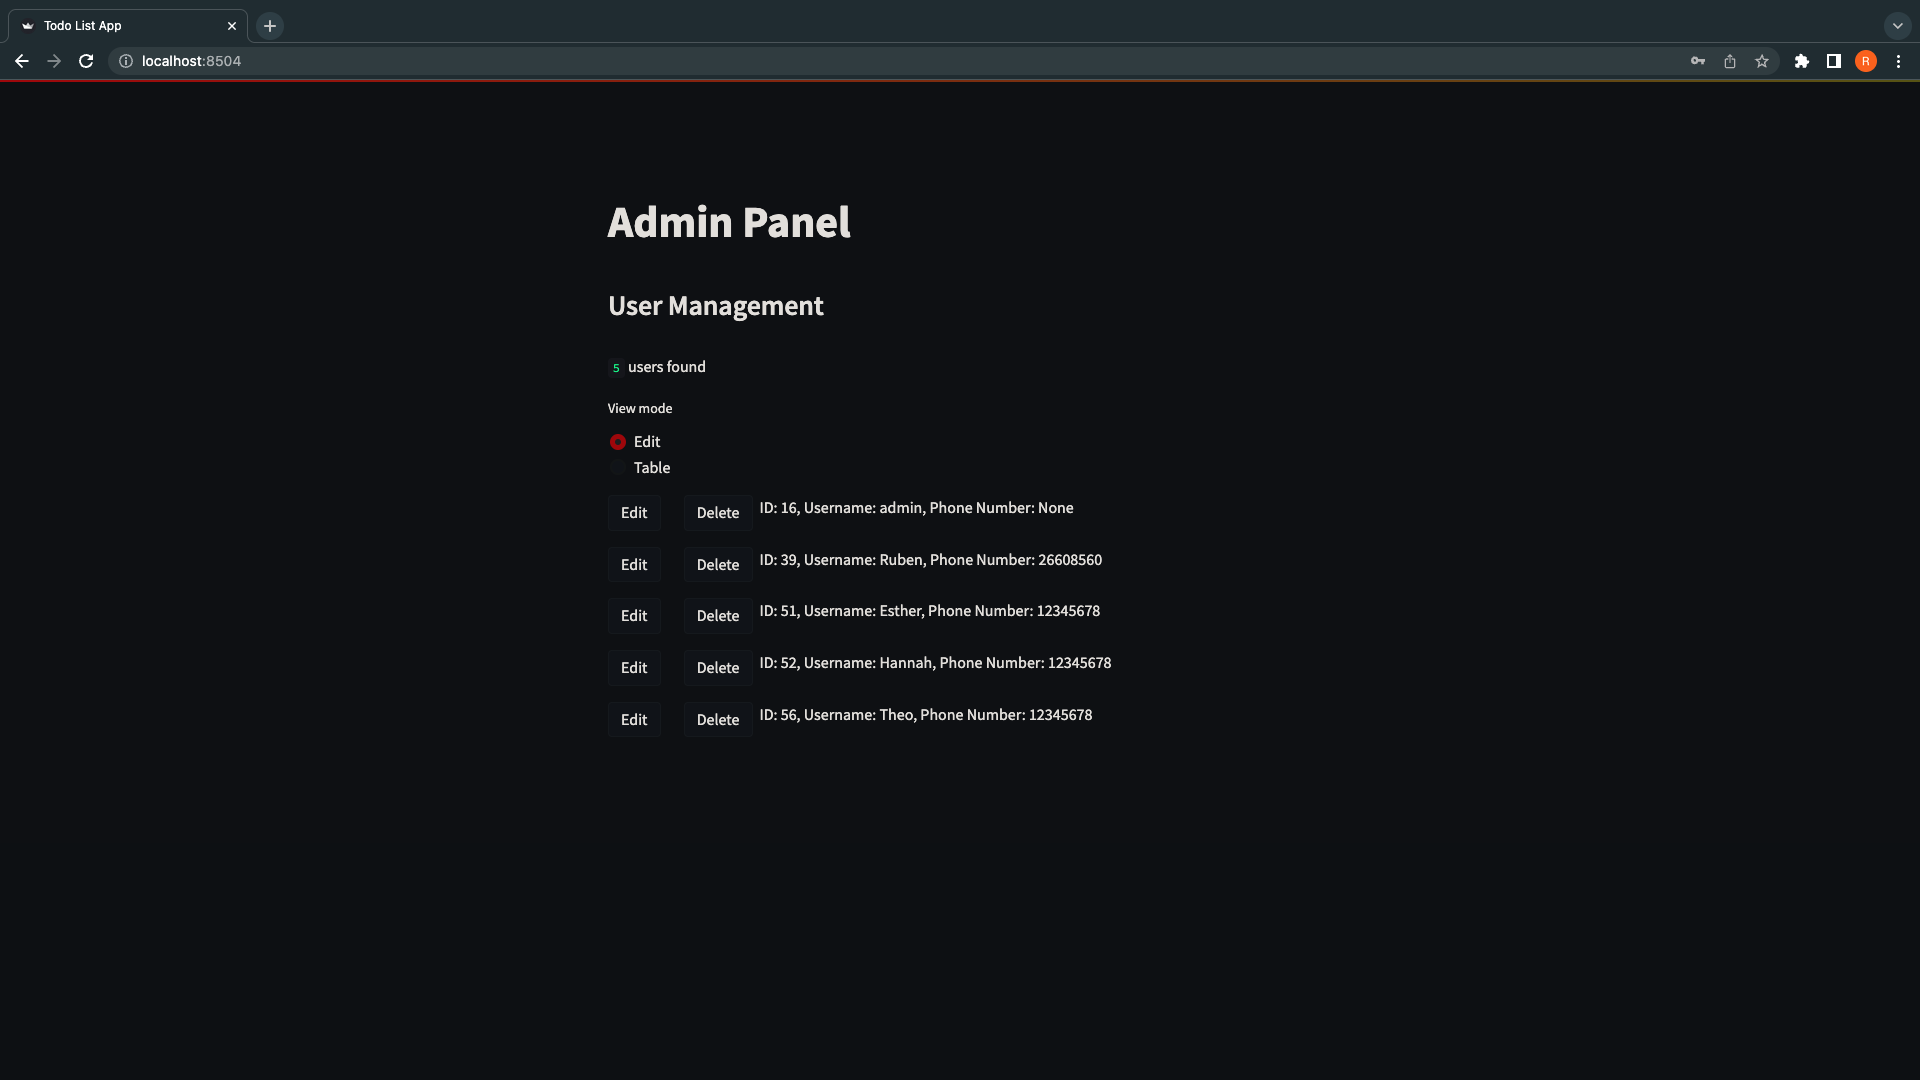 Todo List App
localhost:8504
R
Admin Panel
User Management
5 users found
View mode
Edit
Table
Edit Delete ID: 16, Username: admin, Phone Number: None
Edit Delete ID: 39, Username: Ruben, Phone Number: 26608560
Edit Delete ID: 51, Username: Esther, Phone Number: 12345678
Edit Delete ID: 52, Username: Hannah, Phone Number: 12345678
Edit Delete ID: 56, Username: Theo, Phone Number: 12345678